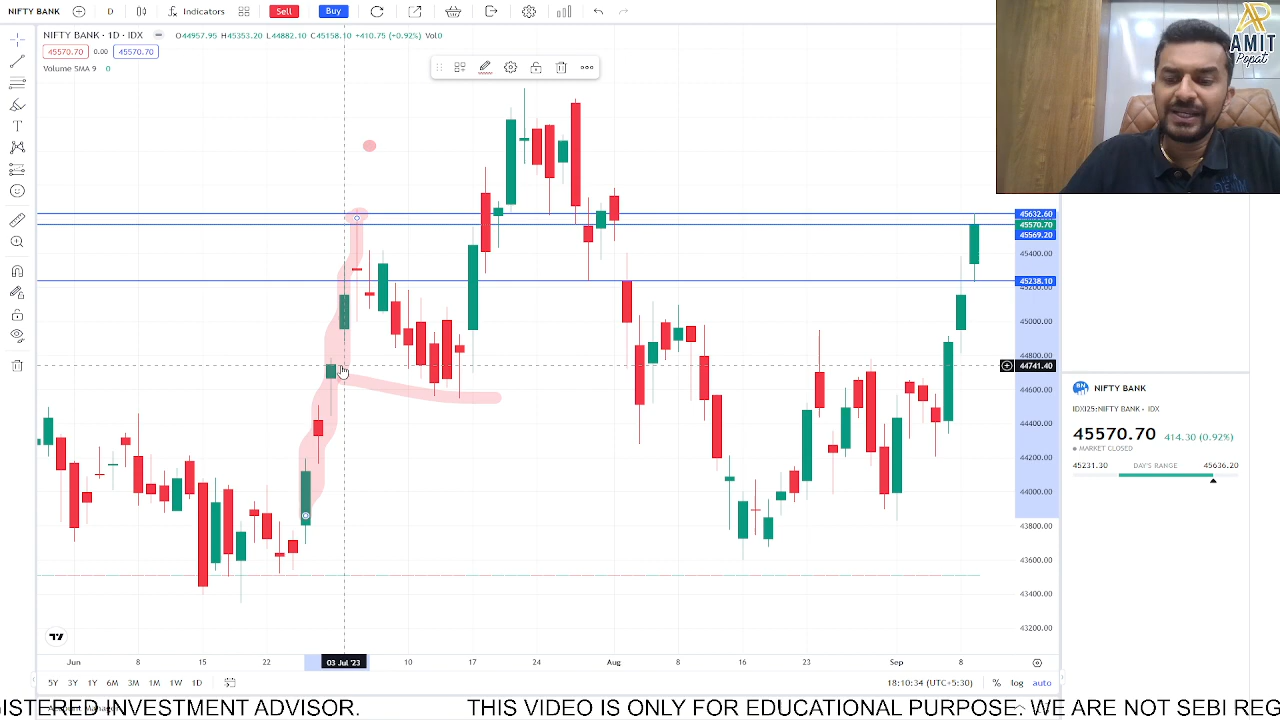 NIFTY BANK
D
Indicators
Sell
Buy
AMIT
Popat
NIFTY BANK · 1D · IDX
O44957.95 H45353.20 L44882.10 C45158.10 +410.75 (+0.92%) Vol0
45570.70 0.00 45570.70
Volume SMA 9 0
45632.60
45570.70
45569.20
45400.00
45238.10
45200.00
45000.00
44800.00
44741.40
44600.00
44400.00
44200.00
44000.00
43800.00
43600.00
43400.00
43200.00
NIFTY BANK
IDXI25:NIFTY BANK · IDX
45570.70 414.30 (0.92%)
MARKET CLOSED
45231.30 DAY'S RANGE 45636.20
Jun 8 15 22 03 Jul '23 10 17 24 Aug 8 16 23 Sep 8
5Y 3Y 1Y 6M 3M 1M 1W 1D
18:10:34 (UTC+5:30) % log auto
GISTERED INVESTMENT ADVISOR. THIS VIDEO IS ONLY FOR EDUCATIONAL PURPOSE. WE ARE NOT SEBI REG